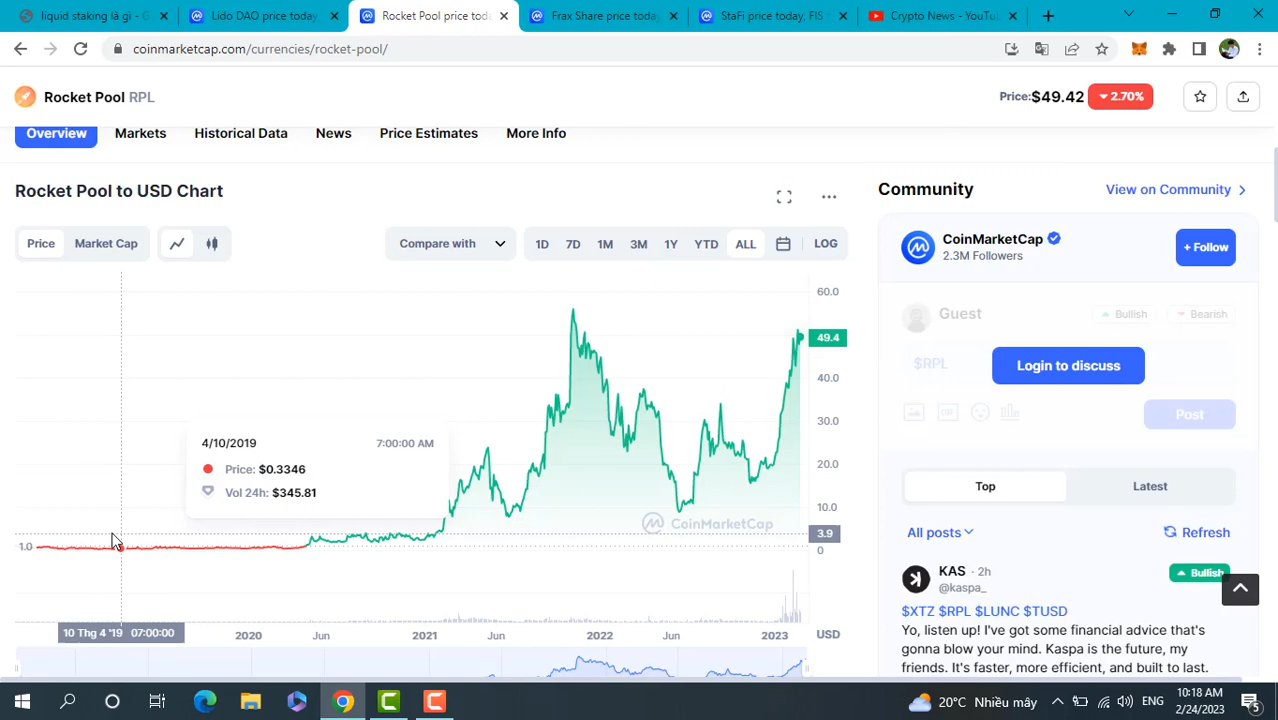 liquid staking là gì - G
Lido DAO price today,
Rocket Pool price toda
Frax Share price today,
StaFi price today, FIS
Crypto News - YouTu
coinmarketcap.com/currencies/rocket-pool/
Rocket Pool RPL
Price: $49.42
2.70%
Overview
Markets
Historical Data
News
Price Estimates
More Info
Rocket Pool to USD Chart
Price
Market Cap
Compare with
1D
7D
1M
3M
1Y
YTD
ALL
LOG
60.0
49.4
40.0
30.0
20.0
10.0
3.9
0
1.0
4/10/2019
7:00:00 AM
Price: $0.3346
Vol 24h: $345.81
CoinMarketCap
10 Thg 4 '19 07:00:00
2020
Jun
2021
Jun
2022
Jun
2023
USD
Community
View on Community
CoinMarketCap
2.3M Followers
+ Follow
Guest
Bullish
Bearish
$RPL
Login to discuss
GIF
Post
Top
Latest
All posts
Refresh
KAS · 2h
@kaspa_
Bullish
$XTZ $RPL $LUNC $TUSD
Yo, listen up! I've got some financial advice that's
gonna blow your mind. Kaspa is the future, my
friends. It's faster, more efficient, and built to last.
20°C Nhiều mây
ENG
10:18 AM
2/24/2023
5